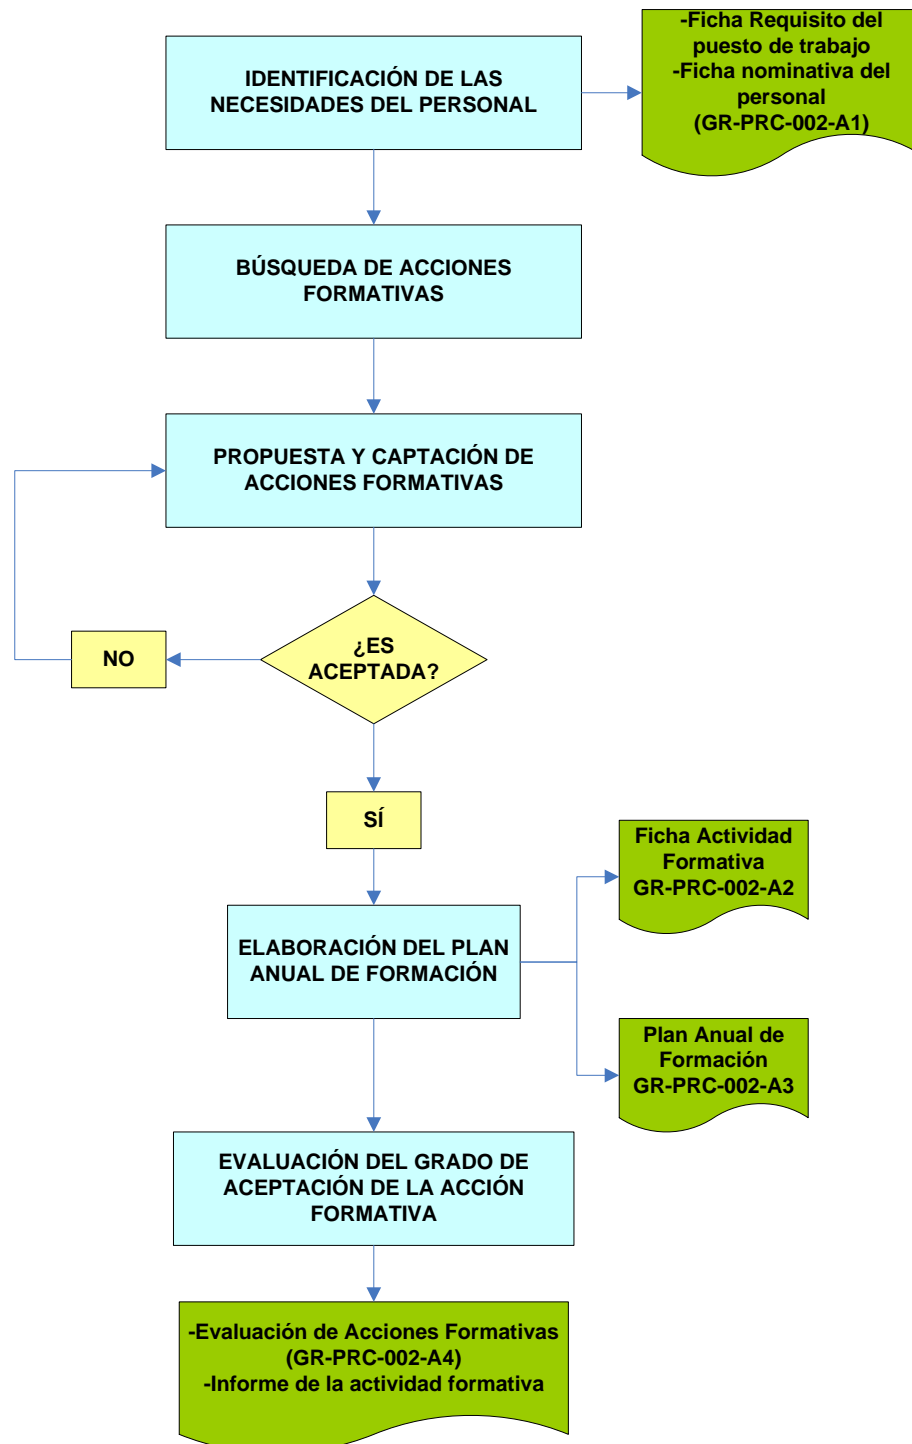 IDENTIFICACIÓN DE LAS
NECESIDADES DEL PERSONAL
-Ficha Requisito del
puesto de trabajo
-Ficha nominativa del
personal
(GR-PRC-002-A1)
BÚSQUEDA DE ACCIONES
FORMATIVAS
PROPUESTA Y CAPTACIÓN DE
ACCIONES FORMATIVAS
¿ES
ACEPTADA?
NO
SÍ
Ficha Actividad
Formativa
GR-PRC-002-A2
ELABORACIÓN DEL PLAN
ANUAL DE FORMACIÓN
Plan Anual de
Formación
GR-PRC-002-A3
EVALUACIÓN DEL GRADO DE
ACEPTACIÓN DE LA ACCIÓN
FORMATIVA
-Evaluación de Acciones Formativas
(GR-PRC-002-A4)
-Informe de la actividad formativa